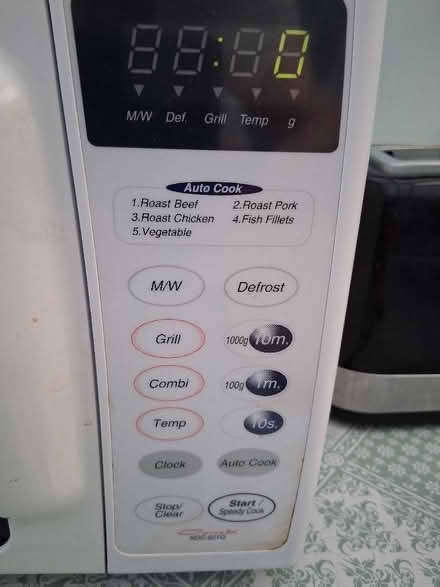 : 0
M/W Def. Grill Temp g
Auto Cook
1.Roast Beef 2.Roast Pork
3.Roast Chicken 4.Fish Fillets
5.Vegetable
M/W Defrost
Grill 1000g 10m.
Combi 100g 1m.
Temp 10s.
Clock Auto Cook
Stop/ Clear Start / Speedy Cook